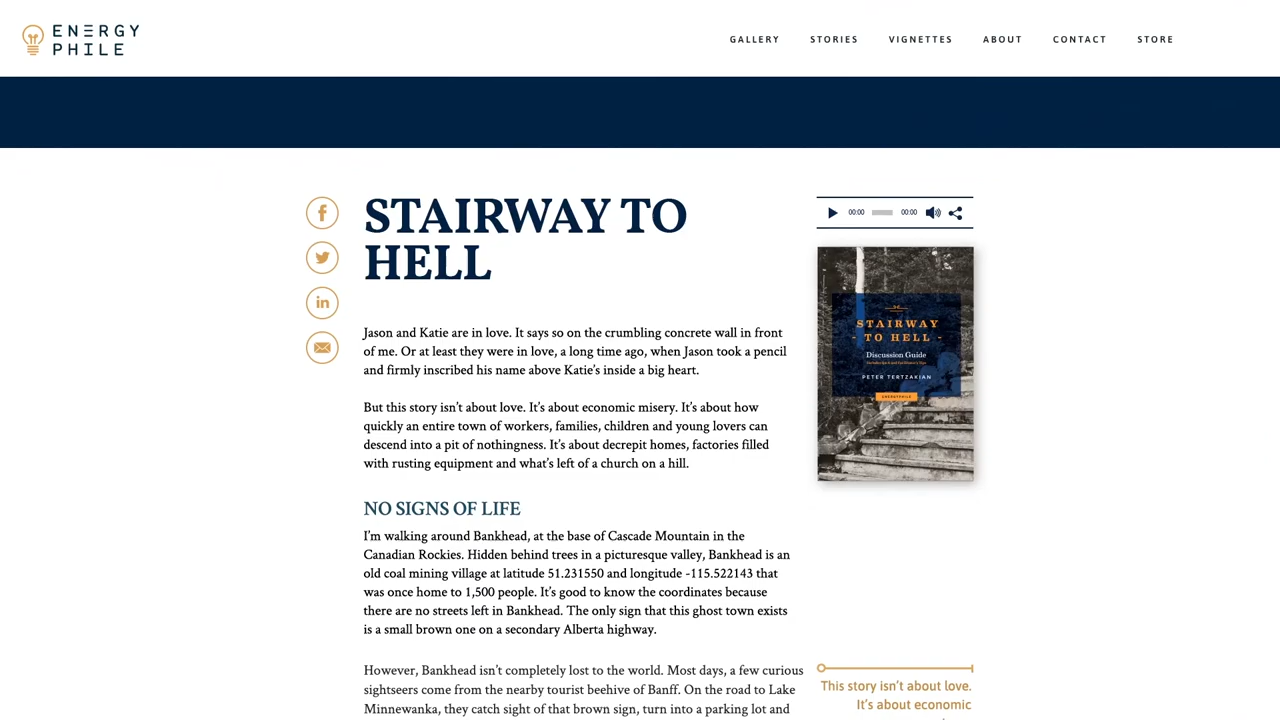 ENERGY
PHILE
GALLERY
STORIES
VIGNETTES
ABOUT
CONTACT
STORE
STAIRWAY TO
HELL
00:00
00:00
STAIRWAY
- TO HELL -
Discussion Guide
PETER TERTZAKIAN
ENERGYPHILE
Jason and Katie are in love. It says so on the crumbling concrete wall in front
of me. Or at least they were in love, a long time ago, when Jason took a pencil
and firmly inscribed his name above Katie’s inside a big heart.
But this story isn’t about love. It’s about economic misery. It’s about how
quickly an entire town of workers, families, children and young lovers can
descend into a pit of nothingness. It’s about decrepit homes, factories filled
with rusting equipment and what’s left of a church on a hill.
NO SIGNS OF LIFE
I’m walking around Bankhead, at the base of Cascade Mountain in the
Canadian Rockies. Hidden behind trees in a picturesque valley, Bankhead is an
old coal mining village at latitude 51.231550 and longitude -115.522143 that
was once home to 1,500 people. It’s good to know the coordinates because
there are no streets left in Bankhead. The only sign that this ghost town exists
is a small brown one on a secondary Alberta highway.
However, Bankhead isn’t completely lost to the world. Most days, a few curious
sightseers come from the nearby tourist beehive of Banff. On the road to Lake
Minnewanka, they catch sight of that brown sign, turn into a parking lot and
This story isn’t about love.
It’s about economic